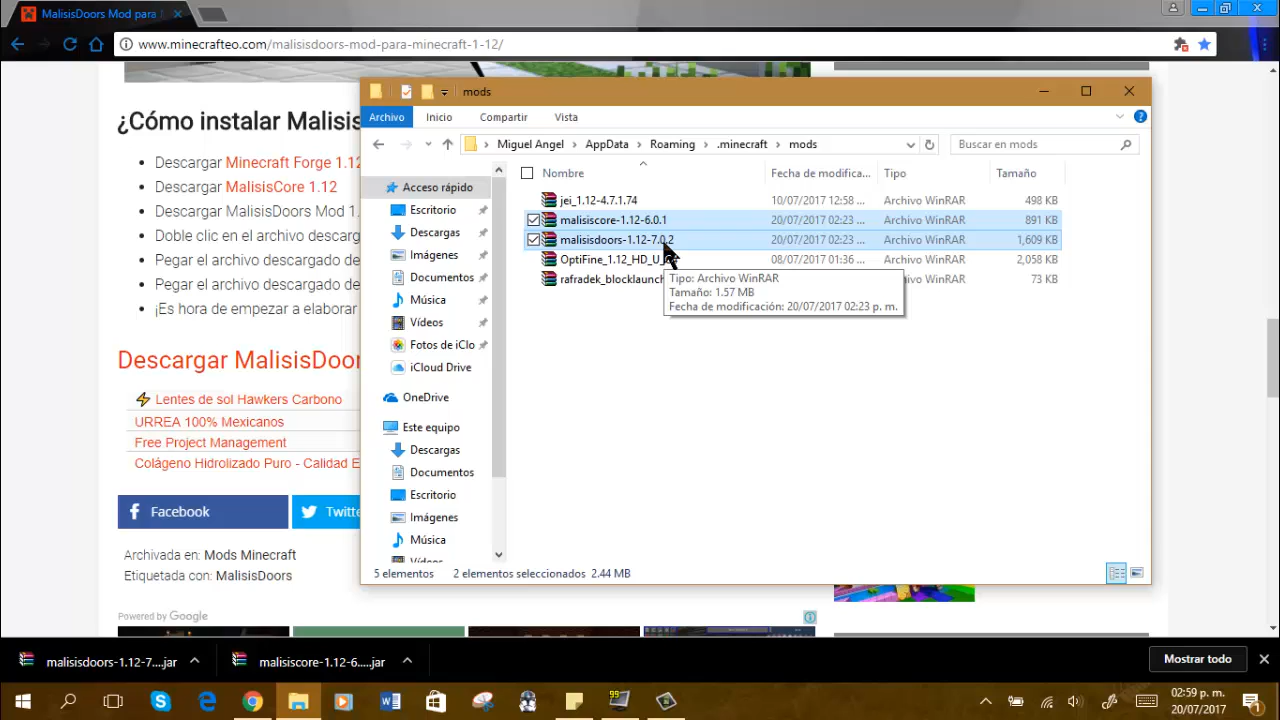 MalisisDoors Mod para
www.minecrafteo.com/malisisdoors-mod-para-minecraft-1-12/
mods
Archivo Inicio Compartir Vista
Miguel Angel > AppData > Roaming > .minecraft > mods
Buscar en mods
Nombre Fecha de modifica... Tipo Tamaño
jei_1.12-4.7.1.74 10/07/2017 12:58 ... Archivo WinRAR 498 KB
malisiscore-1.12-6.0.1 20/07/2017 02:23 ... Archivo WinRAR 891 KB
malisisdoors-1.12-7.0.2 20/07/2017 02:23 ... Archivo WinRAR 1,609 KB
OptiFine_1.12_HD_U_ 08/07/2017 01:36 ... Archivo WinRAR 2,058 KB
rafradek_blocklaunch vo WinRAR 73 KB
Tipo: Archivo WinRAR
Tamaño: 1.57 MB
Fecha de modificación: 20/07/2017 02:23 p. m.
Acceso rápido
Escritorio
Descargas
Imágenes
Documentos
Música
Vídeos
Fotos de iClo
iCloud Drive
OneDrive
Este equipo
Descargas
Documentos
Escritorio
Imágenes
Música
Vídeos
5 elementos 2 elementos seleccionados 2.44 MB
¿Cómo instalar Malisis
Descargar Minecraft Forge 1.12
Descargar MalisisCore 1.12
Descargar MalisisDoors Mod 1.
Doble clic en el archivo descarg
Pegar el archivo descargado de
Pegar el archivo descargado de
¡Es hora de empezar a elaborar
Descargar MalisisDoor
Lentes de sol Hawkers Carbono
URREA 100% Mexicanos
Free Project Management
Colágeno Hidrolizado Puro - Calidad E
Facebook
Twitte
Archivada en: Mods Minecraft
Etiquetada con: MalisisDoors
Powered by Google
malisisdoors-1.12-7....jar
malisiscore-1.12-6.....jar
Mostrar todo
99
02:59 p. m.
20/07/2017
1